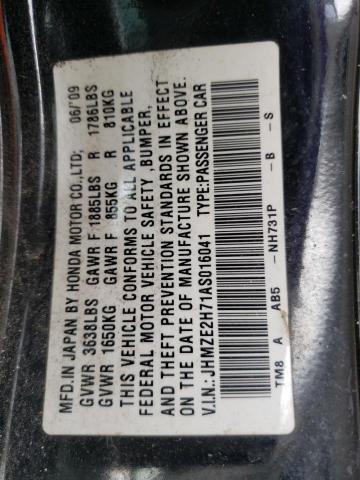 MFD.IN JAPAN BY HONDA MOTOR CO.,LTD; 06/'09
GVWR 3638LBS GAWR F 1885LBS R 1786LBS
GVWR 1650KG GAWR F 855KG R 810KG
THIS VEHICLE CONFORMS TO ALL APPLICABLE
FEDERAL MOTOR VEHICLE SAFETY ,BUMPER,
AND THEFT PREVENTION STANDARDS IN EFFECT
ON THE DATE OF MANUFACTURE SHOWN ABOVE.
V.I.N.:JHMZE2H71AS016041 TYPE:PASSENGER CAR
TM8 A AB5 -NH731P -B -S